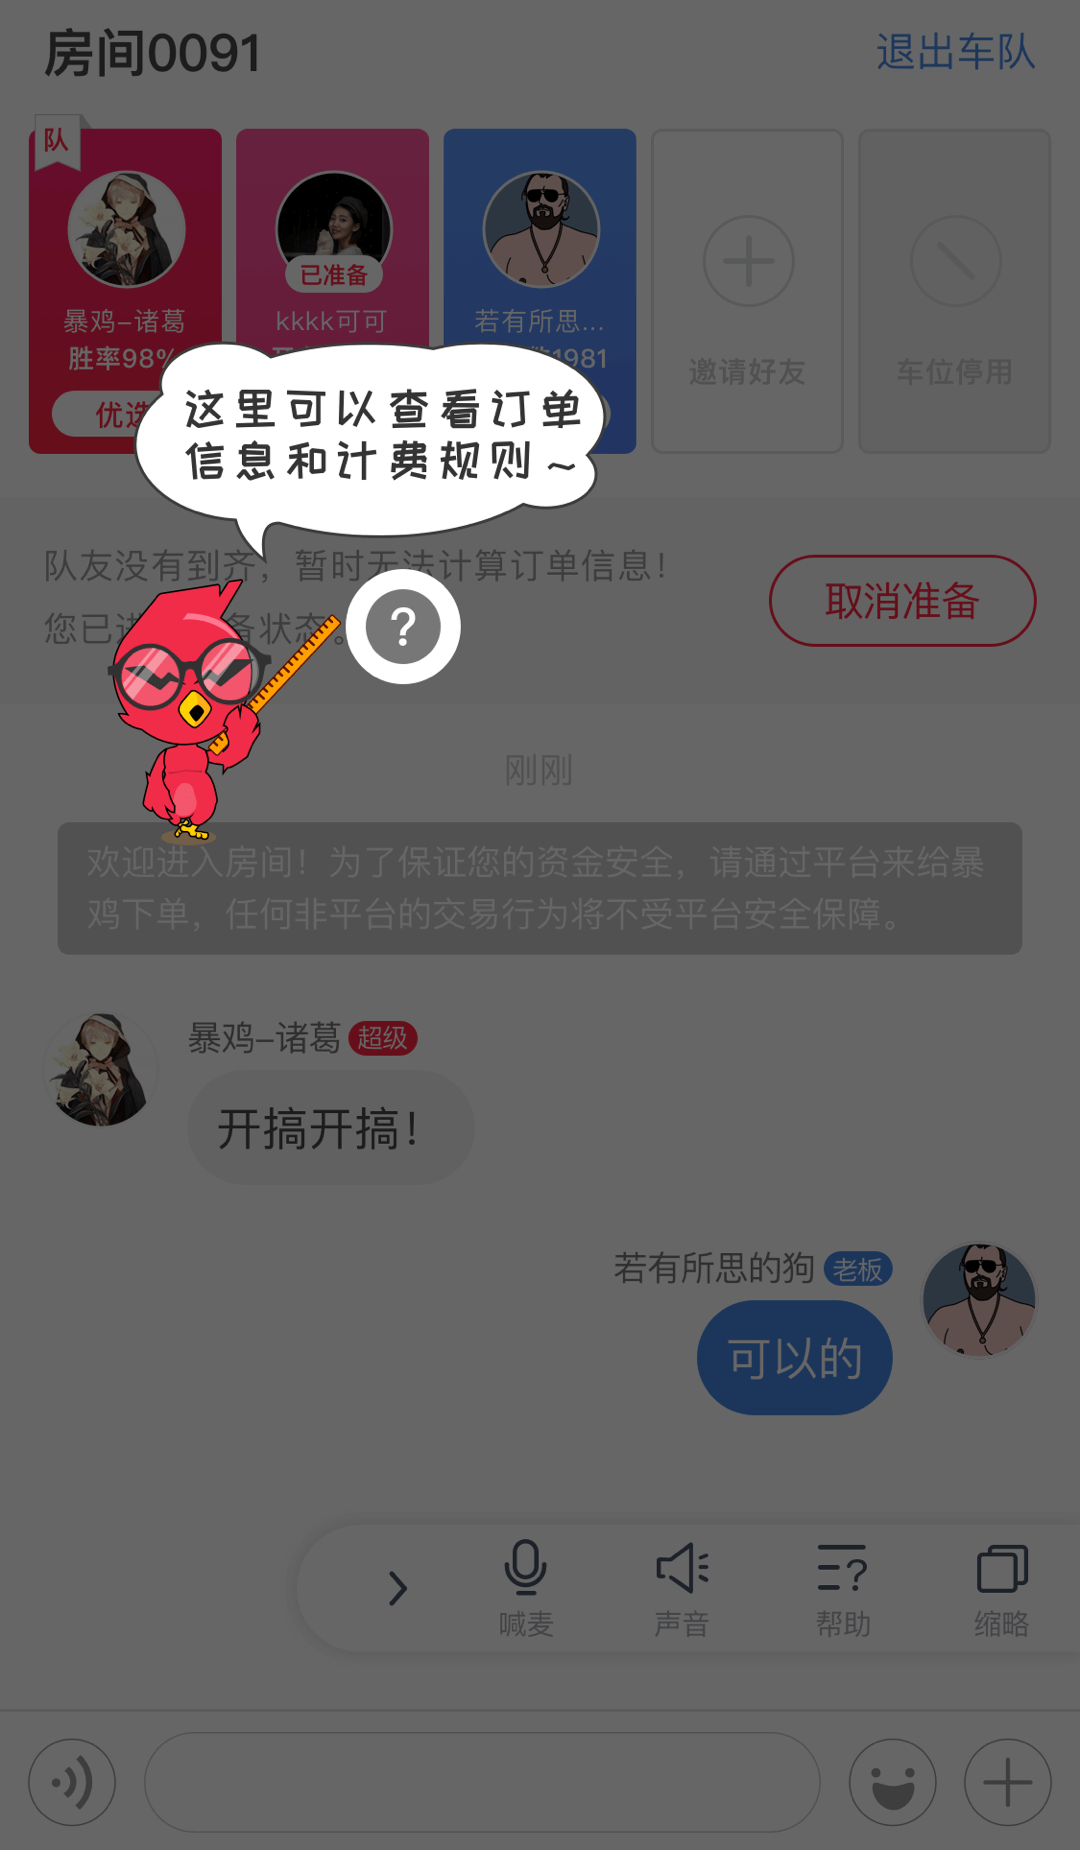 房间0091
退出车队
队
已准备
暴鸡–诸葛
kkkk可可
若有所思...
胜率98%
1981
邀请好友
车位停用
优选
这里可以查看订单
信息和计费规则~
队友没有到齐，暂时无法计算订单信息！
您已进 备状态。
?
取消准备
刚刚
欢迎进入房间！为了保证您的资金安全，请通过平台来给暴
鸡下单，任何非平台的交易行为将不受平台安全保障。
暴鸡–诸葛 超级
开搞开搞！
若有所思的狗 老板
可以的
喊麦
声音
帮助
缩略